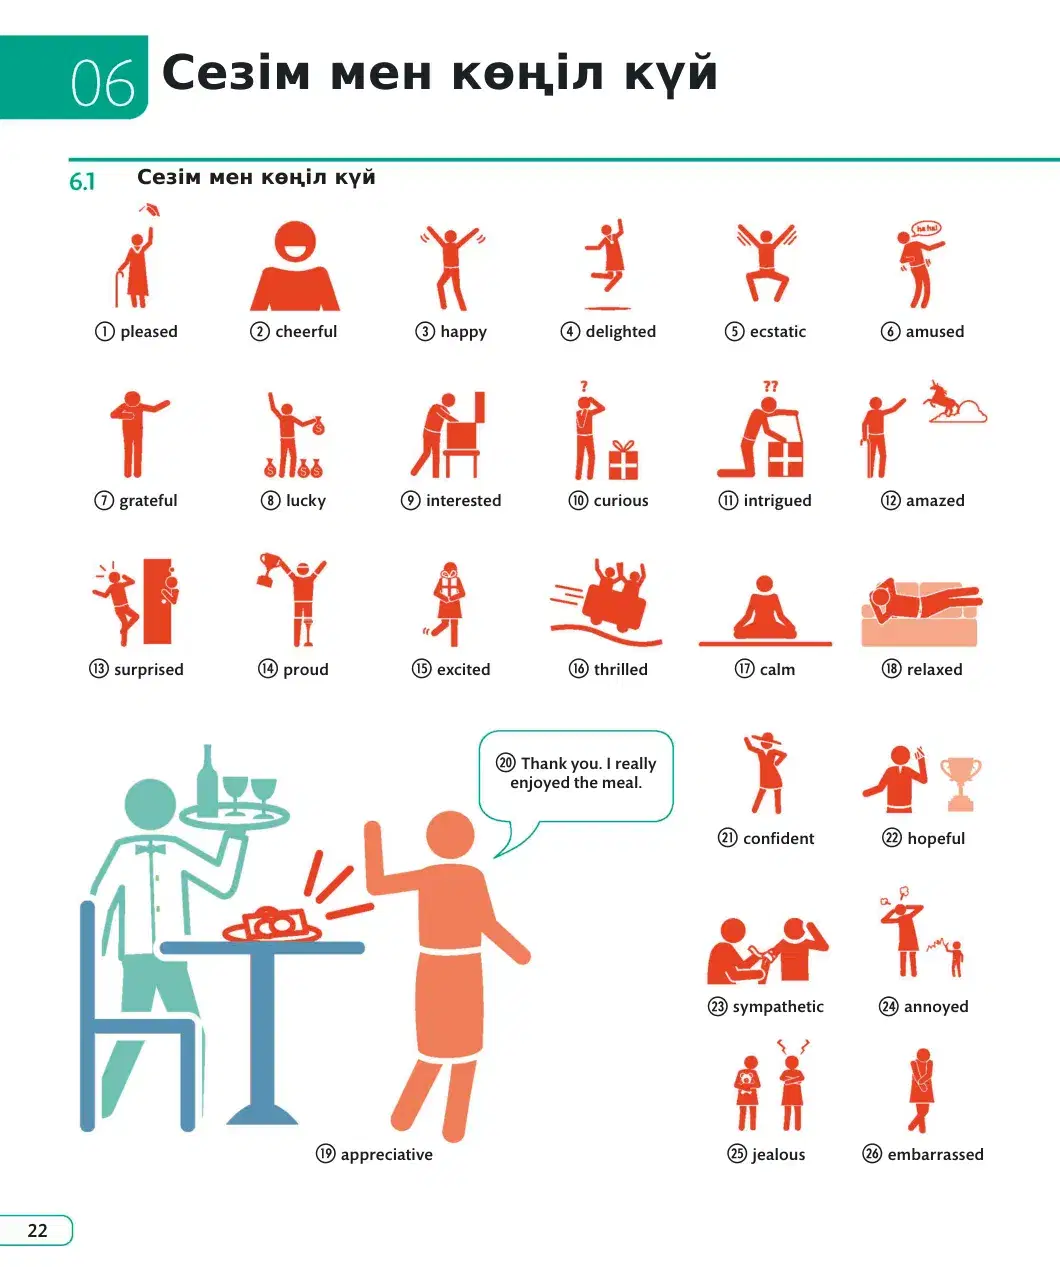 06
Сезім мен көңіл күй
6.1 Сезім мен көңіл күй
ha ha!
1 pleased
2 cheerful
3 happy
4 delighted
5 ecstatic
6 amused
?
??
7 grateful
8 lucky
9 interested
10 curious
11 intrigued
12 amazed
13 surprised
14 proud
15 excited
16 thrilled
17 calm
18 relaxed
20 Thank you. I really
enjoyed the meal.
21 confident
22 hopeful
23 sympathetic
24 annoyed
19 appreciative
25 jealous
26 embarrassed
22